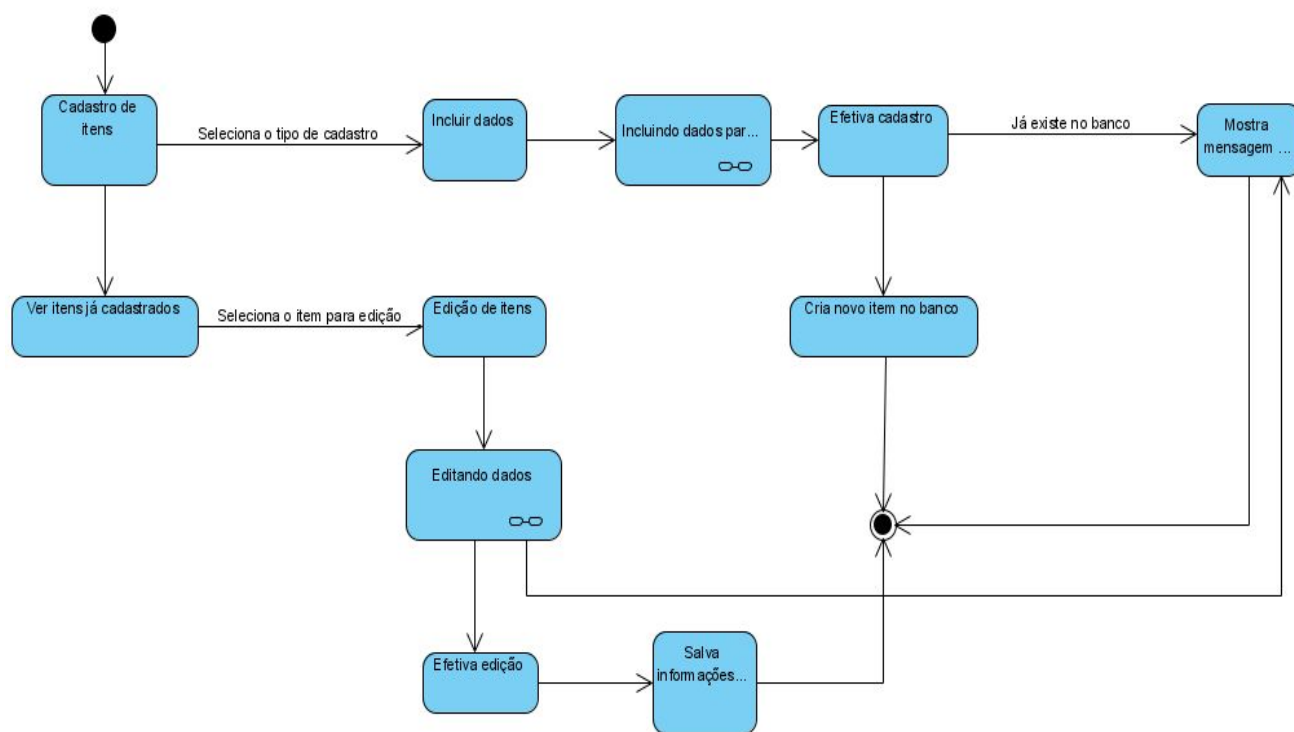 Cadastro de
itens
Seleciona o tipo de cadastro
Incluir dados
Incluindo dados par...
Efetiva cadastro
Já existe no banco
Mostra
mensagem ...
Ver itens já cadastrados
Seleciona o item para edição
Edição de itens
Cria novo item no banco
Editando dados
Efetiva edição
Salva
informações...